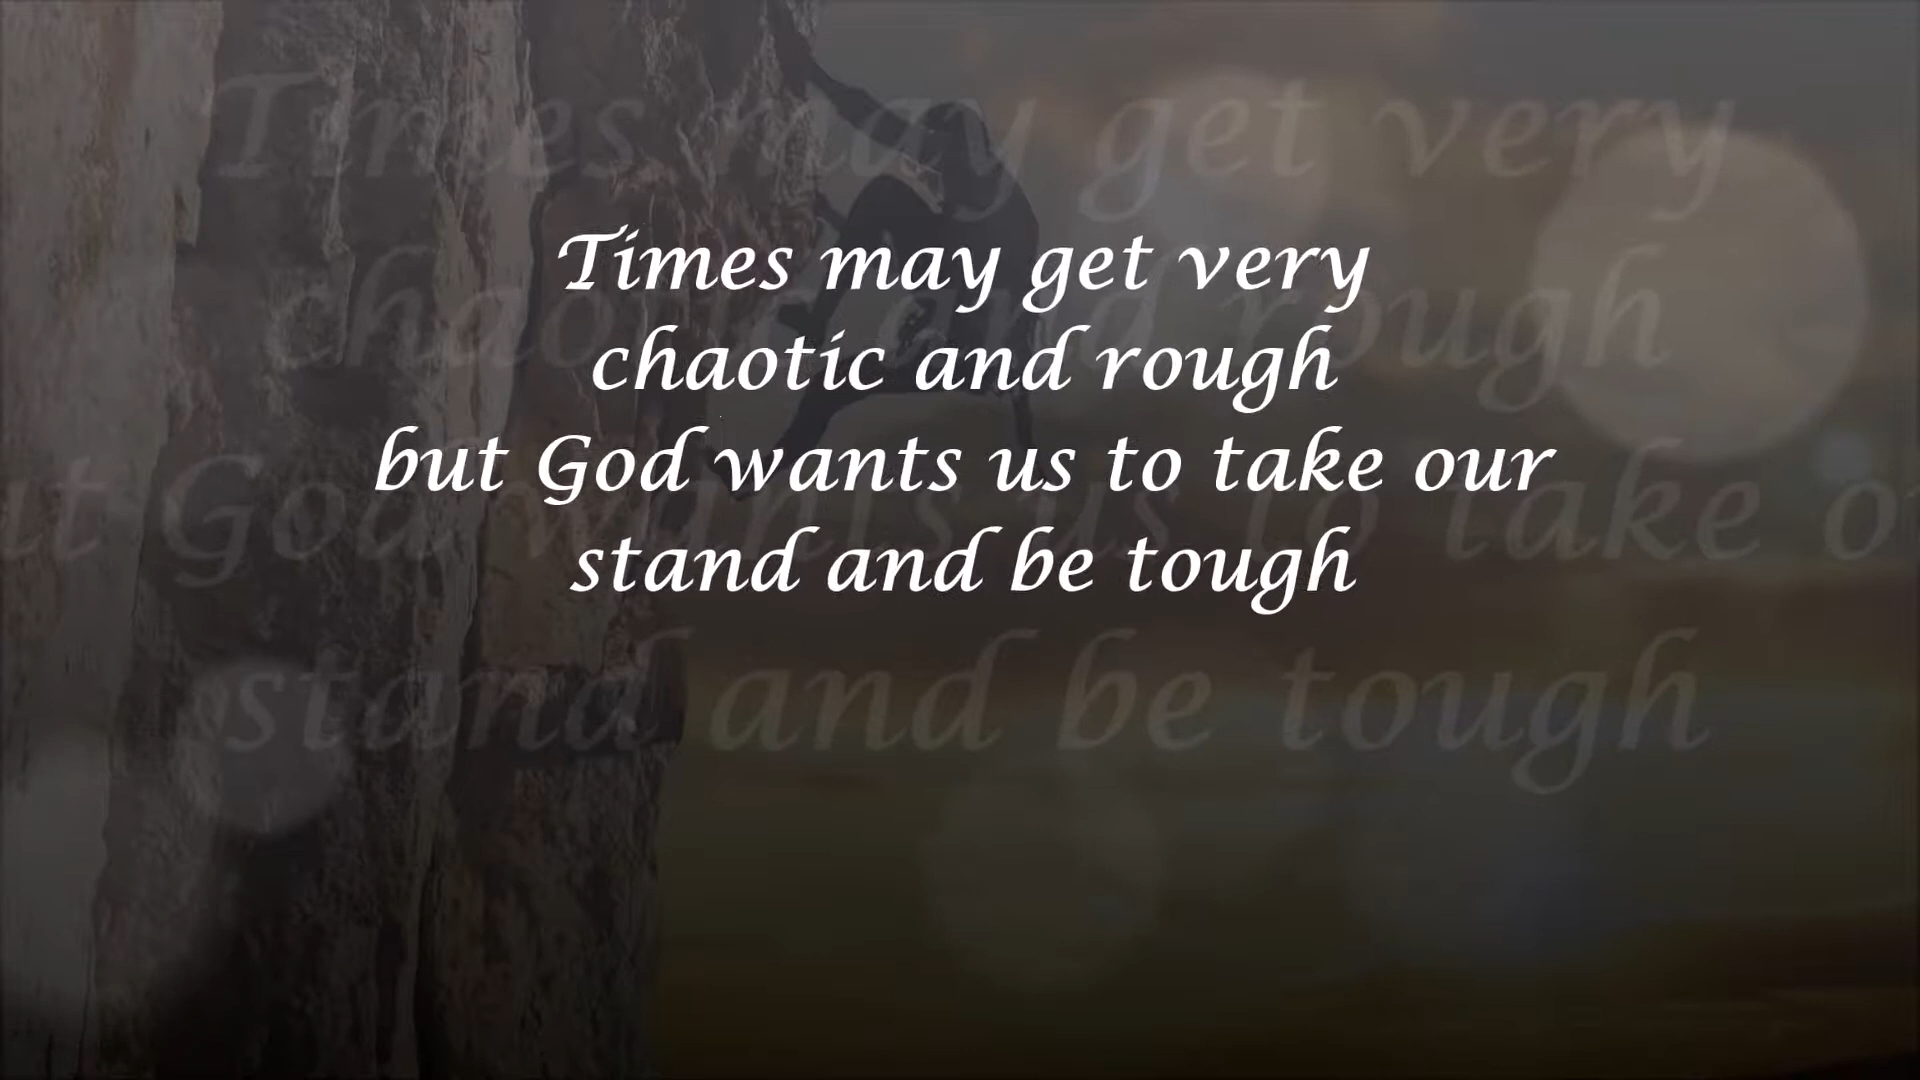 Times may get very
chaotic and rough
but God wants us to take our
stand and be tough